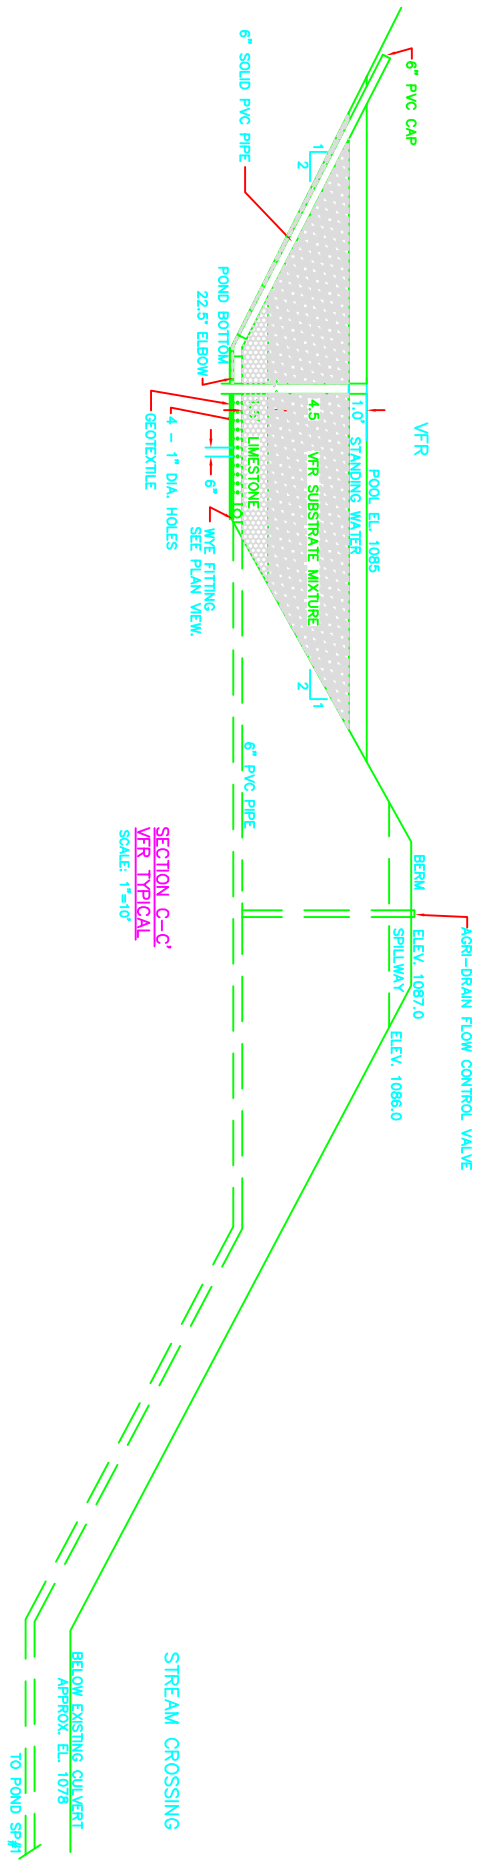 6" PVC CAP
6" SOLID PVC PIPE
1
2
VFR
POOL EL. 1085
1.0' STANDING WATER
4.5 VFR SUBSTRATE MIXTURE
LIMESTONE
POND BOTTOM
22.5° ELBOW
6"
WYE FITTING
SEE PLAN VIEW.
4 - 1" DIA. HOLES
GEOTEXTILE
1
2
6" PVC PIPE
AGRI-DRAIN FLOW CONTROL VALVE
BERM ELEV. 1087.0
SPILLWAY ELEV. 1086.0
SECTION C-C'
VFR TYPICAL
SCALE: 1"=10'
STREAM CROSSING
BELOW EXISTING CULVERT
APPROX. EL. 1078
TO POND SP#1